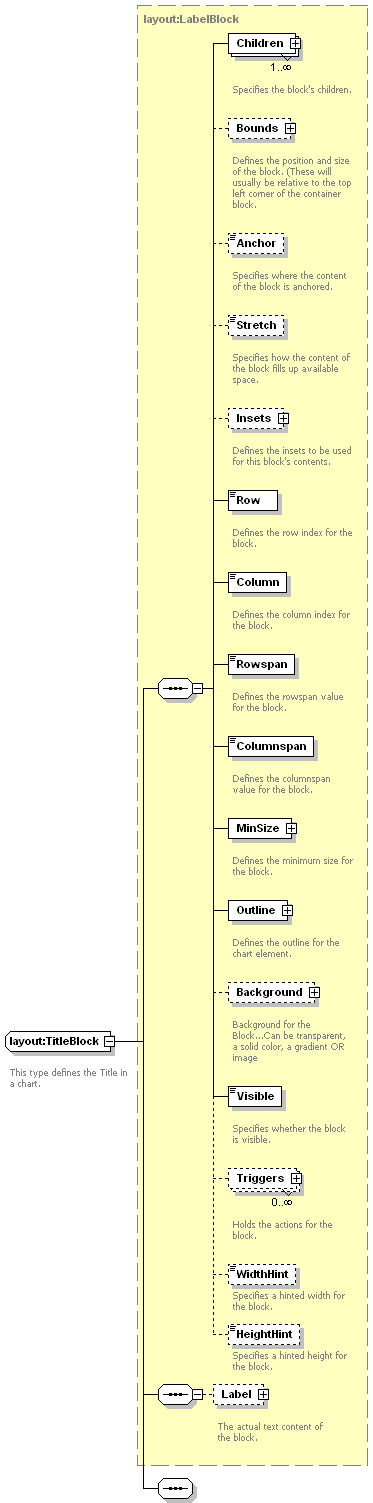 layout:LabelBlock
Children
1..∞
Specifies the block's children.
Bounds
Defines the position and size
of the block. (These will
usually be relative to the top
left corner of the container
block.
Anchor
Specifies where the content
of the block is anchored.
Stretch
Specifies how the content of
the block fills up available
space.
Insets
Defines the insets to be used
for this block's contents.
Row
Defines the row index for the
block.
Column
Defines the column index for
the block.
Rowspan
Defines the rowspan value
for the block.
Columnspan
Defines the columnspan
value for the block.
MinSize
Defines the minimum size for
the block.
Outline
Defines the outline for the
chart element.
Background
Background for the
Block...Can be transparent,
a solid color, a gradient OR
image
layout:TitleBlock
This type defines the Title in
a chart.
Visible
Specifies whether the block
is visible.
Triggers
0..∞
Holds the actions for the
block.
WidthHint
Specifies a hinted width for
the block.
HeightHint
Specifies a hinted height for
the block.
Label
The actual text content of
the block.